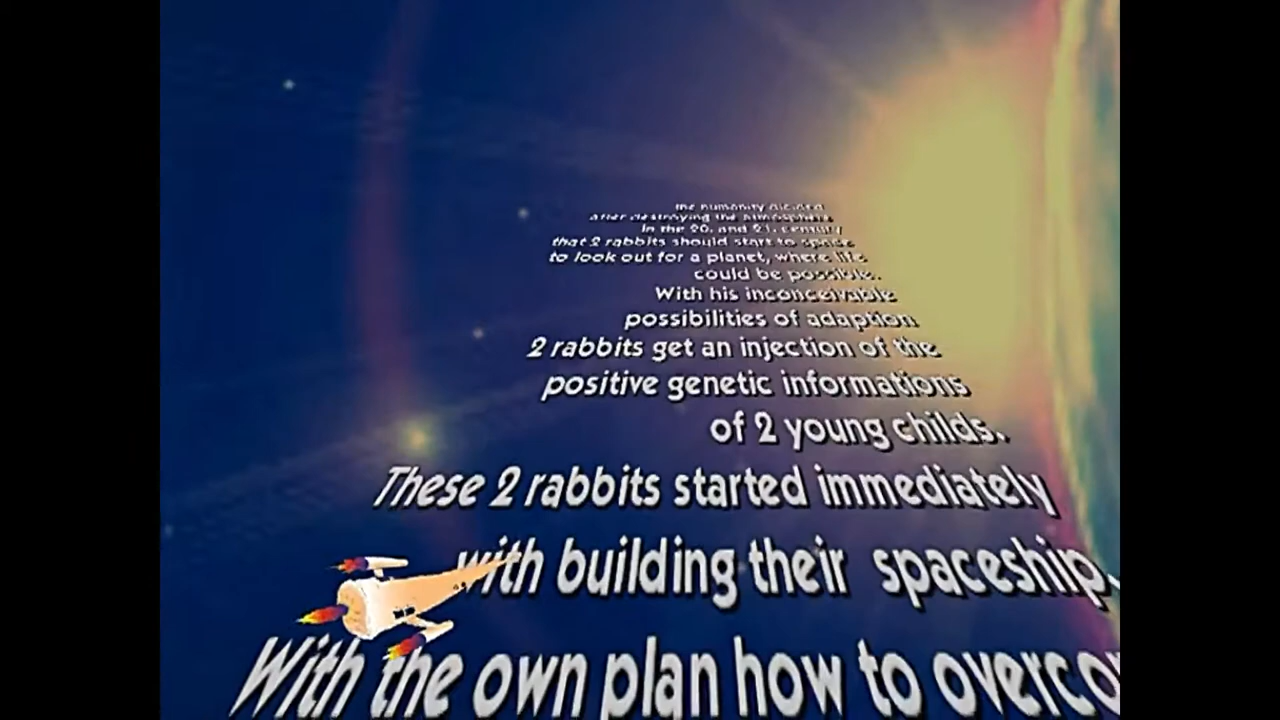 the humanity decided
after destroying the atmosphere
in the 20. and 21. century
that 2 rabbits should start to space
to look out for a planet, where life
could be possible.
With his inconceivable
possibilities of adaption
2 rabbits get an injection of the
positive genetic informations
of 2 young childs.
These 2 rabbits started immediately
with building their spaceship.
With the own plan how to overco